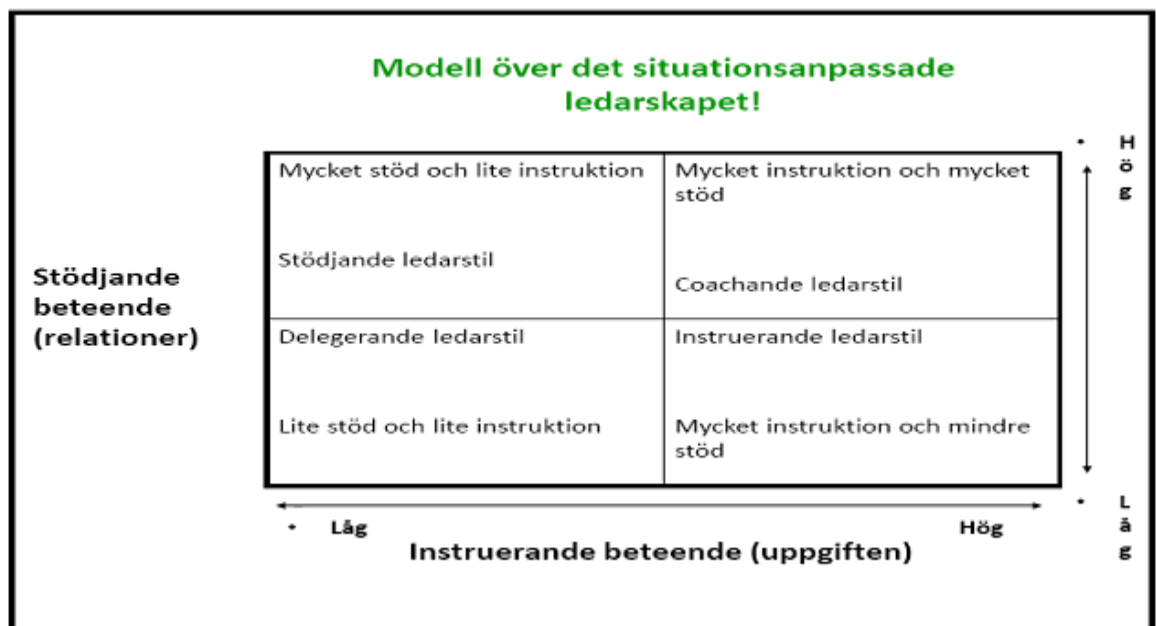 Modell över det situationsanpassade
ledarskapet!
Mycket stöd och lite instruktion
Stödjande ledarstil
Mycket instruktion och mycket
stöd
Coachande ledarstil
Stödjande
beteende
(relationer)
Delegerande ledarstil
Lite stöd och lite instruktion
Instruerande ledarstil
Mycket instruktion och mindre
stöd
• Hög
• Låg
• Låg
Hög
Instruerande beteende (uppgiften)